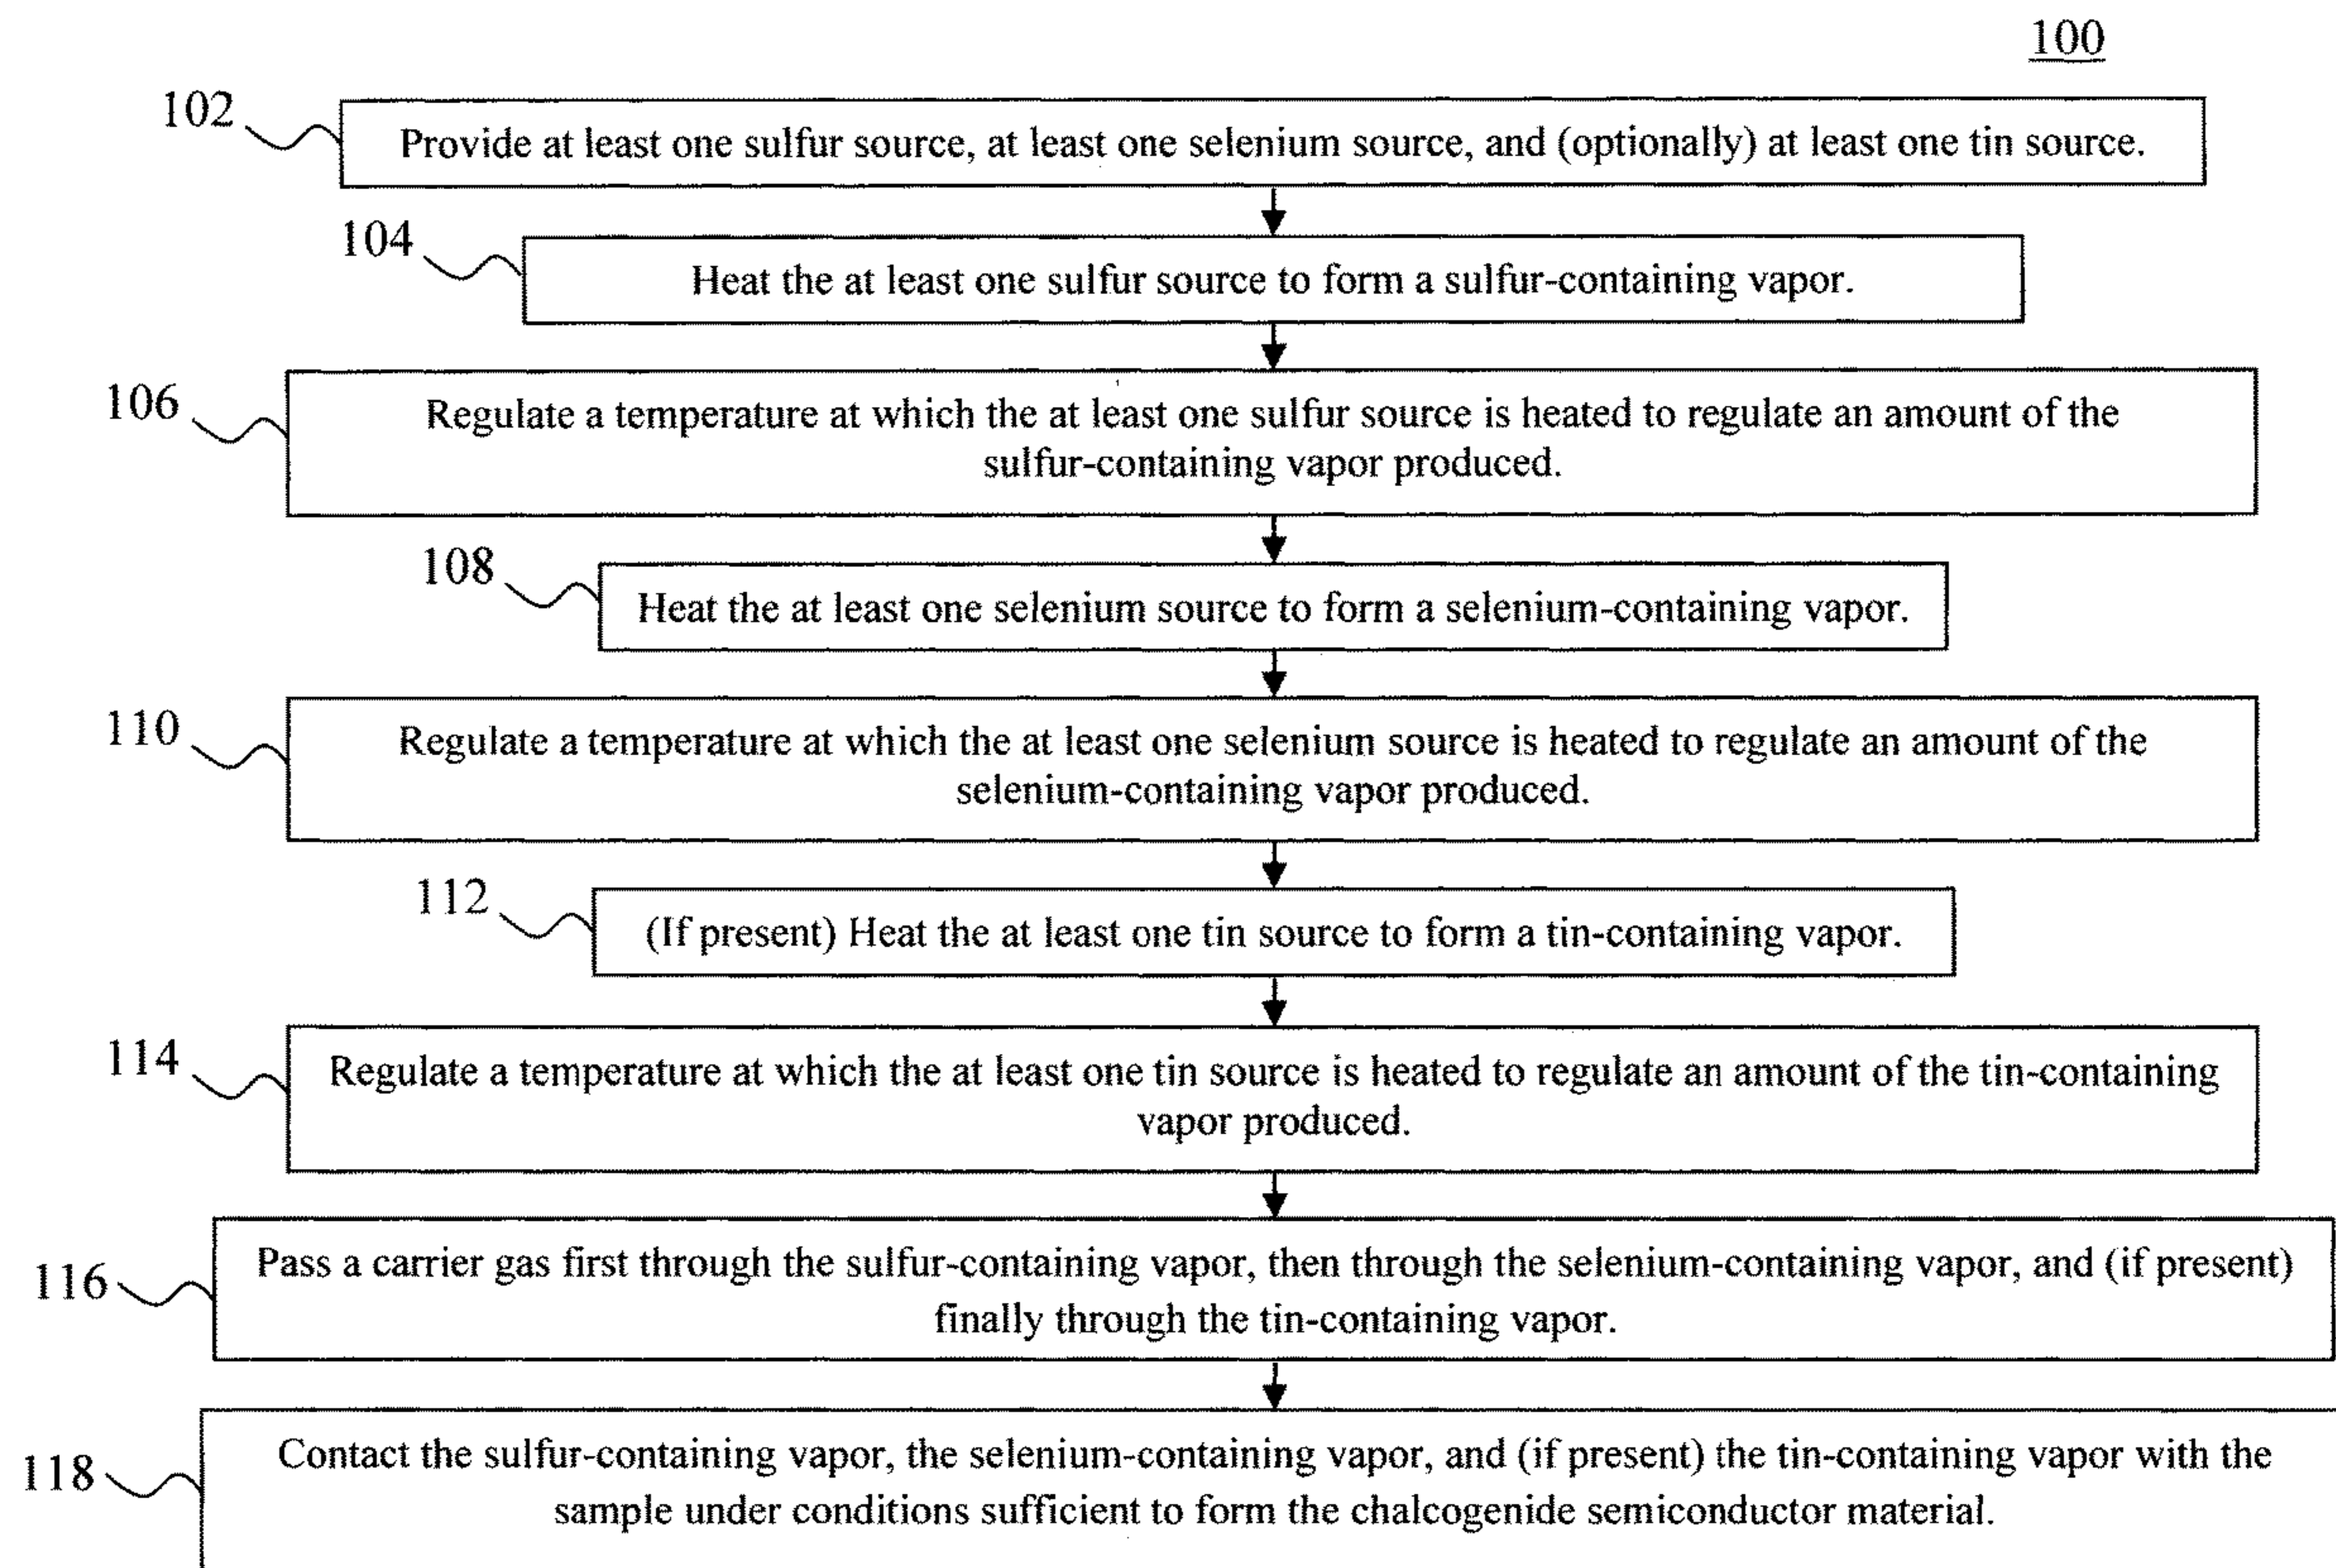 100
102
Provide at least one sulfur source, at least one selenium source, and (optionally) at least one tin source.
104
Heat the at least one sulfur source to form a sulfur-containing vapor.
106
Regulate a temperature at which the at least one sulfur source is heated to regulate an amount of the
sulfur-containing vapor produced.
108
Heat the at least one selenium source to form a selenium-containing vapor.
110
Regulate a temperature at which the at least one selenium source is heated to regulate an amount of the
selenium-containing vapor produced.
112
(If present) Heat the at least one tin source to form a tin-containing vapor.
114
Regulate a temperature at which the at least one tin source is heated to regulate an amount of the tin-containing
vapor produced.
116
Pass a carrier gas first through the sulfur-containing vapor, then through the selenium-containing vapor, and (if present)
finally through the tin-containing vapor.
118
Contact the sulfur-containing vapor, the selenium-containing vapor, and (if present) the tin-containing vapor with the
sample under conditions sufficient to form the chalcogenide semiconductor material.